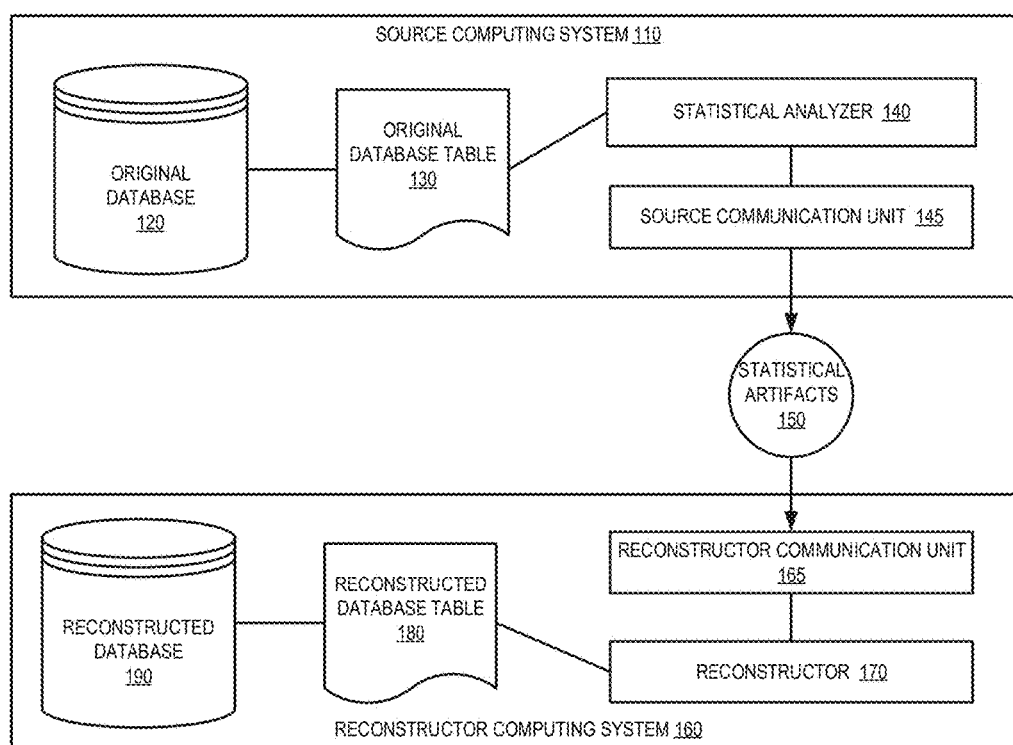 SOURCE COMPUTING SYSTEM 110
ORIGINAL
DATABASE
120
ORIGINAL
DATABASE TABLE
130
STATISTICAL ANALYZER 140
SOURCE COMMUNICATION UNIT 145
STATISTICAL
ARTIFACTS
150
RECONSTRUCTED
DATABASE
190
RECONSTRUCTED
DATABASE TABLE
180
RECONSTRUCTOR COMMUNICATION UNIT
165
RECONSTRUCTOR 170
RECONSTRUCTOR COMPUTING SYSTEM 160